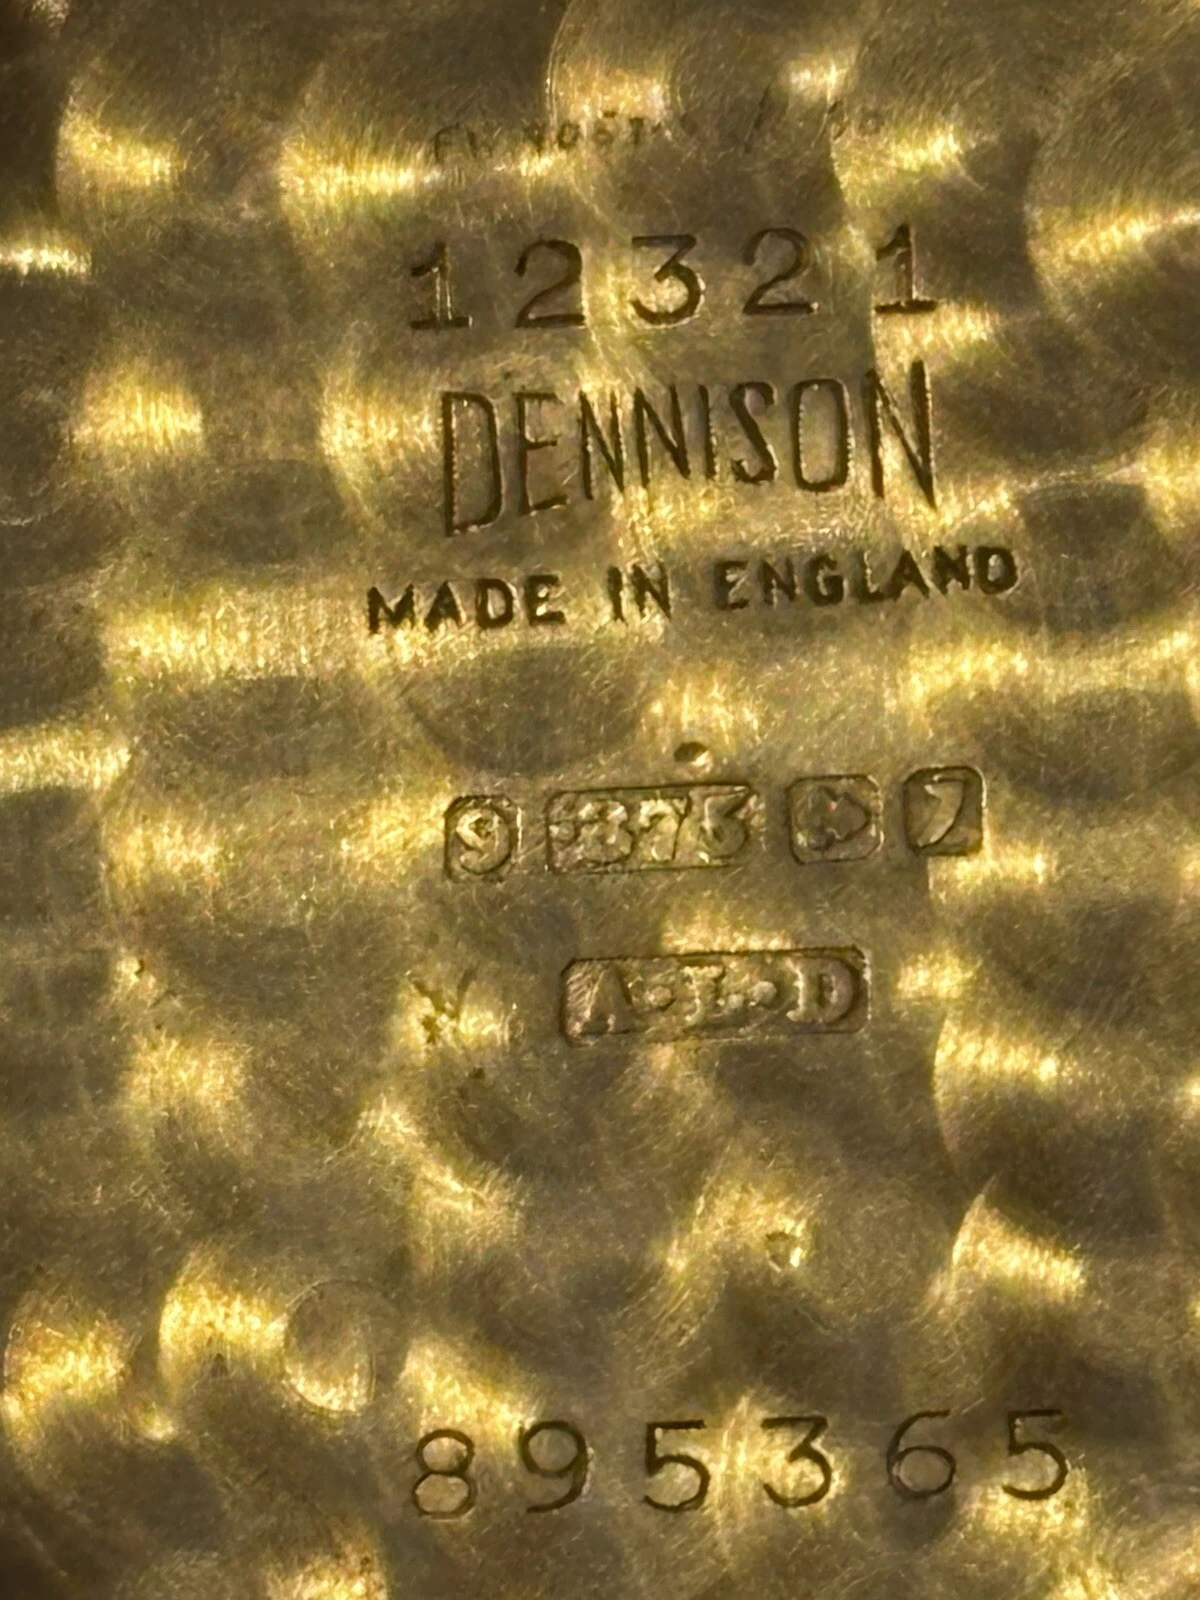 12321
DENNISON
MADE IN ENGLAND
9 ·375
A·L·D
895365